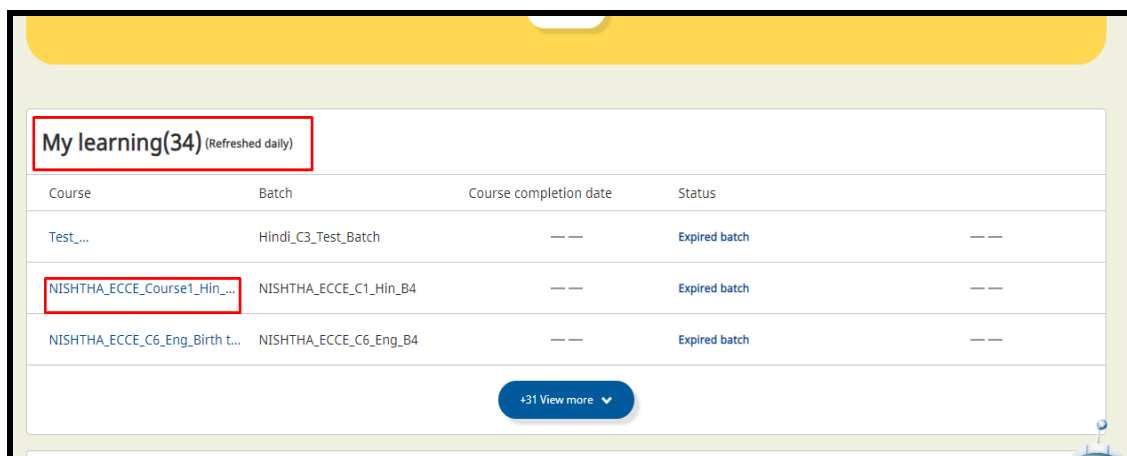 My learning(34) (Refreshed daily)
Course Batch Course completion date Status
Test_... Hindi_C3_Test_Batch — — Expired batch — —
NISHTHA_ECCE_Course1_Hin_... NISHTHA_ECCE_C1_Hin_B4 — — Expired batch — —
NISHTHA_ECCE_C6_Eng_Birth t... NISHTHA_ECCE_C6_Eng_B4 — — Expired batch — —
+31 View more